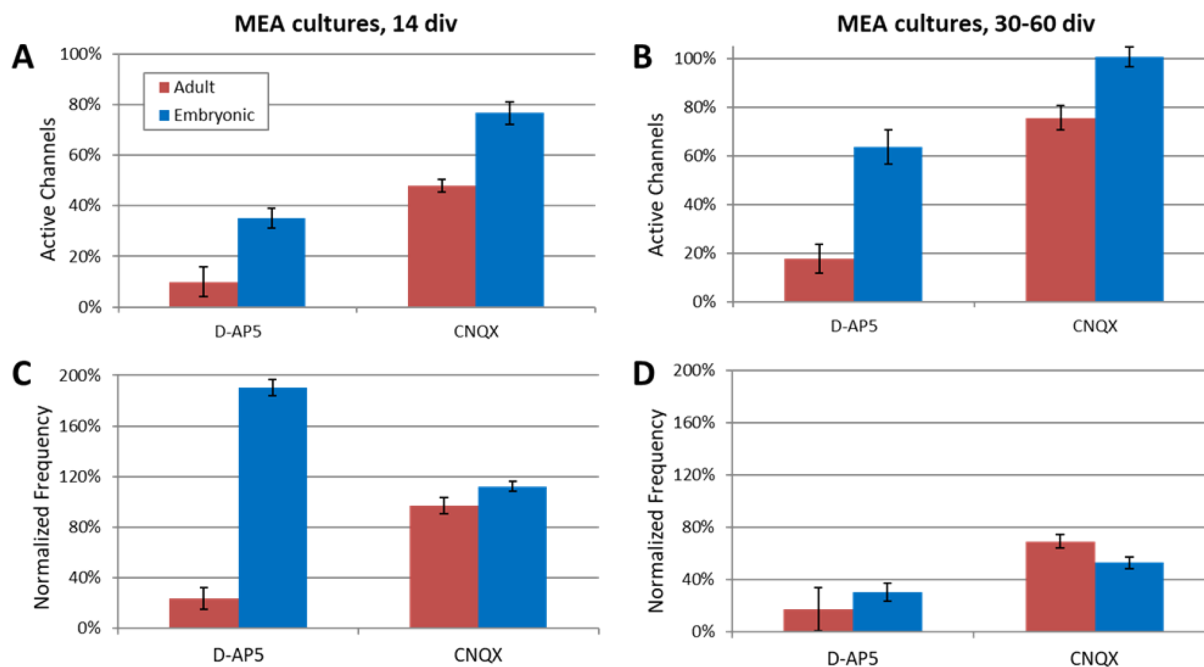 MEA cultures, 14 div
A
100%
80%
60%
40%
20%
0%
Active Channels
Adult
Embryonic
D-AP5
CNQX
MEA cultures, 30-60 div
B
100%
80%
60%
40%
20%
0%
Active Channels
D-AP5
CNQX
C
200%
160%
120%
80%
40%
0%
Normalized Frequency
D-AP5
CNQX
D
200%
160%
120%
80%
40%
0%
Normalized Frequency
D-AP5
CNQX